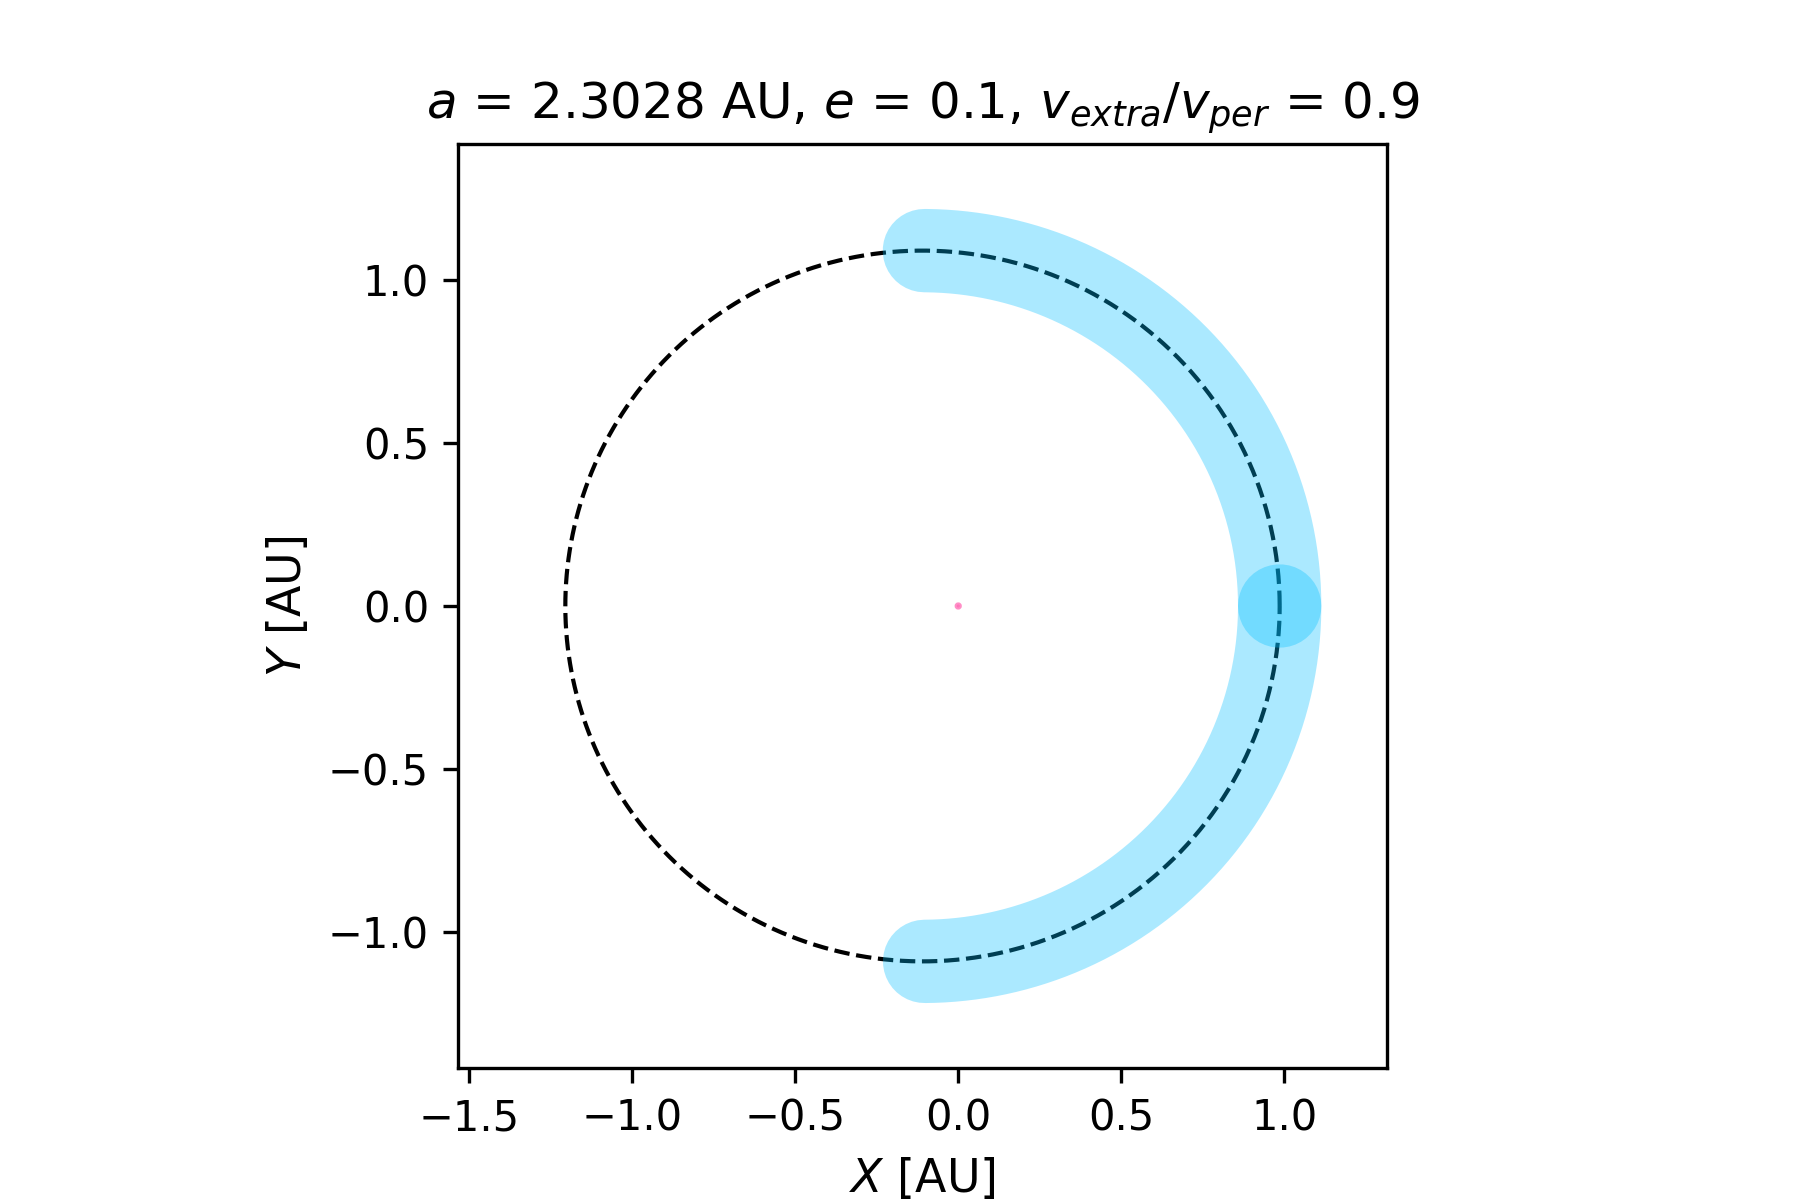 a = 2.3028 AU, e = 0.1, v_extra/v_per = 0.9
1.0
0.5
0.0
−0.5
−1.0
Y [AU]
−1.5 −1.0 −0.5 0.0 0.5 1.0
X [AU]